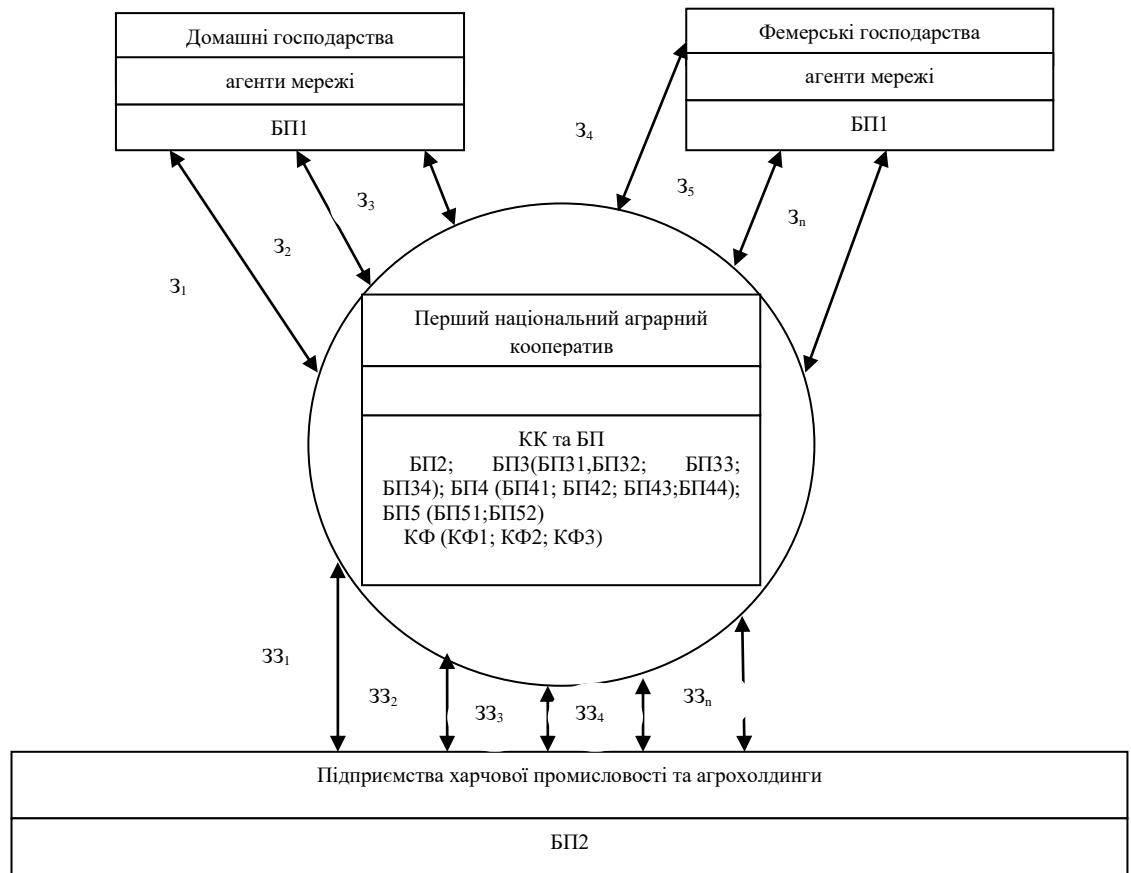 Домашні господарства
агенти мережі
БП1
Фемерські господарства
агенти мережі
БП1
З₁
З₂
З₃
З₄
З₅
Зₙ
Перший національний аграрний
кооператив
КК та БП
БП2; БП3(БП31,БП32; БП33;
БП34); БП4 (БП41; БП42; БП43;БП44);
БП5 (БП51;БП52)
КФ (КФ1; КФ2; КФ3)
ЗЗ₁
ЗЗ₂
ЗЗ₃
ЗЗ₄
ЗЗₙ
Підприємства харчової промисловості та агрохолдинги
БП2